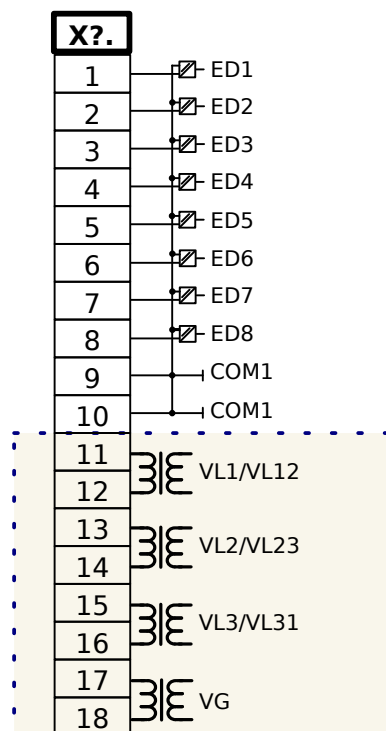 X?.
1 ED1
2 ED2
3 ED3
4 ED4
5 ED5
6 ED6
7 ED7
8 ED8
9 COM1
10 COM1
11
VL1/VL12
12
13
VL2/VL23
14
15
VL3/VL31
16
17
VG
18